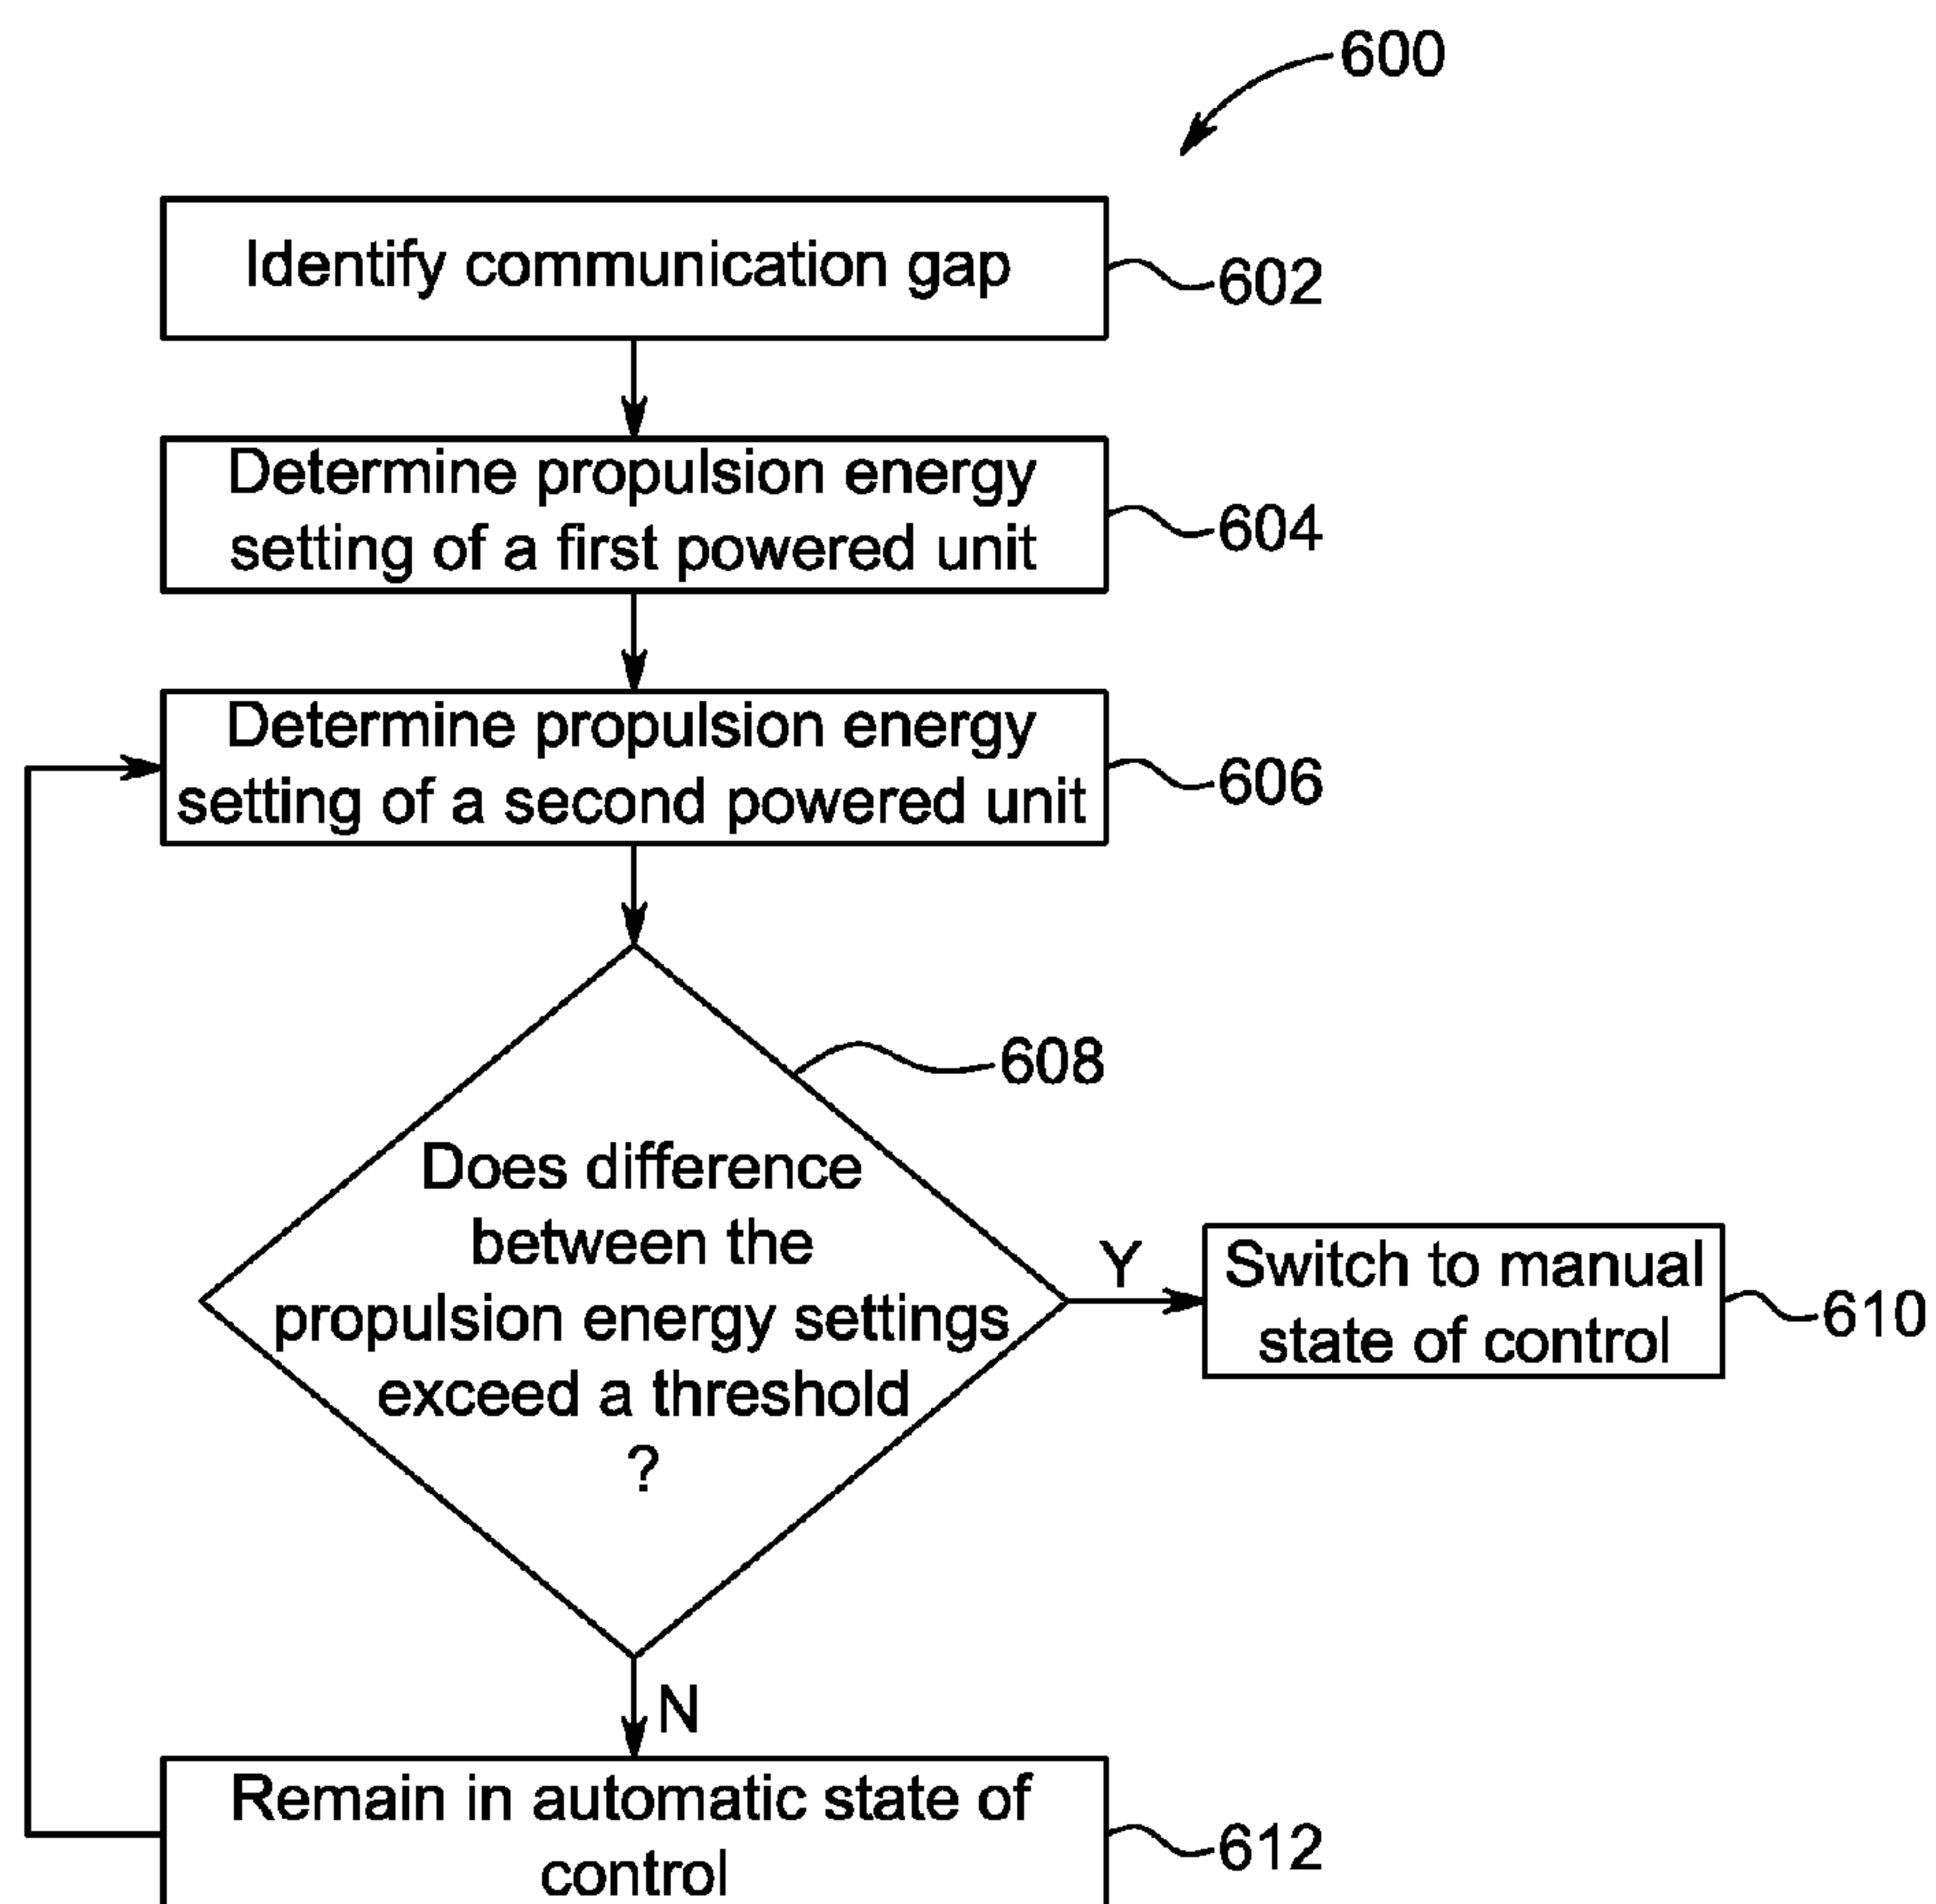 600
Identify communication gap
602
Determine propulsion energy
setting of a first powered unit
604
Determine propulsion energy
setting of a second powered unit
606
608
Does difference
between the
propulsion energy settings
exceed a threshold
?
Y
Switch to manual
state of control
610
N
Remain in automatic state of
control
612